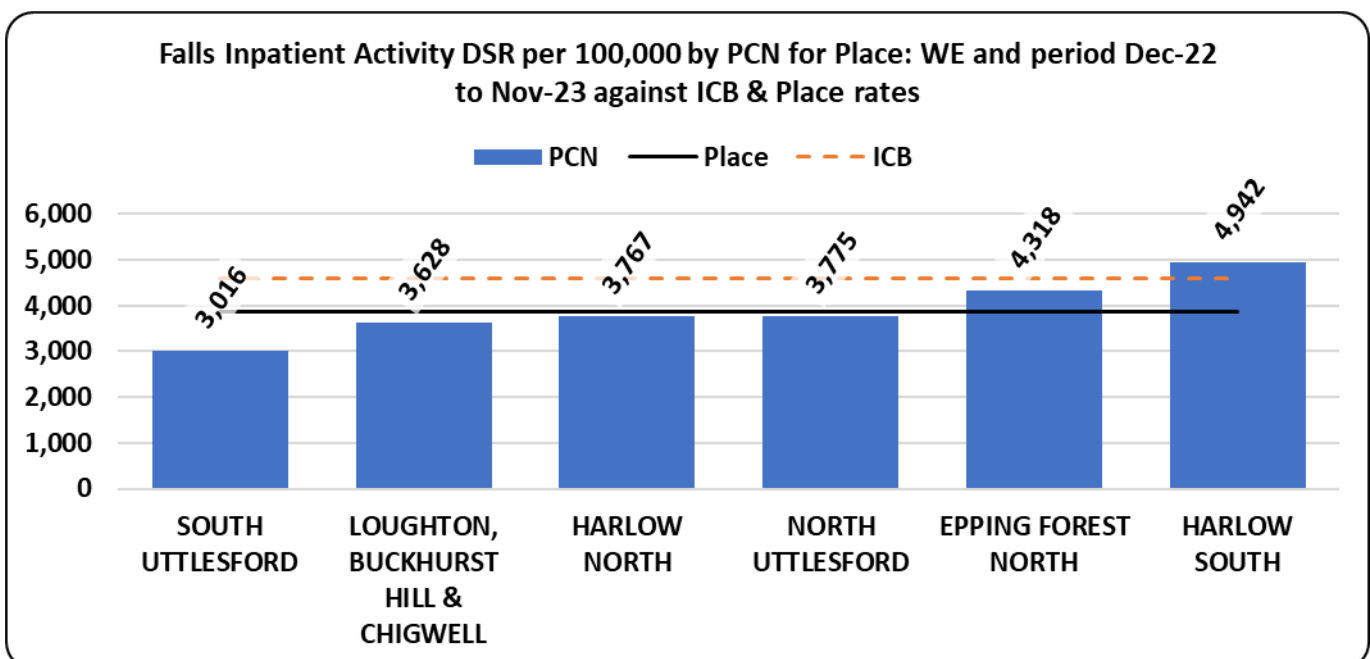 Falls Inpatient Activity DSR per 100,000 by PCN for Place: WE and period Dec-22
to Nov-23 against ICB & Place rates
PCN Place ICB
6,000
5,000
4,000
3,000
2,000
1,000
0
3,016
3,628
3,767
3,775
4,318
4,942
SOUTH
UTTLESFORD
LOUGHTON,
BUCKHURST
HILL &
CHIGWELL
HARLOW
NORTH
NORTH
UTTLESFORD
EPPING FOREST
NORTH
HARLOW
SOUTH